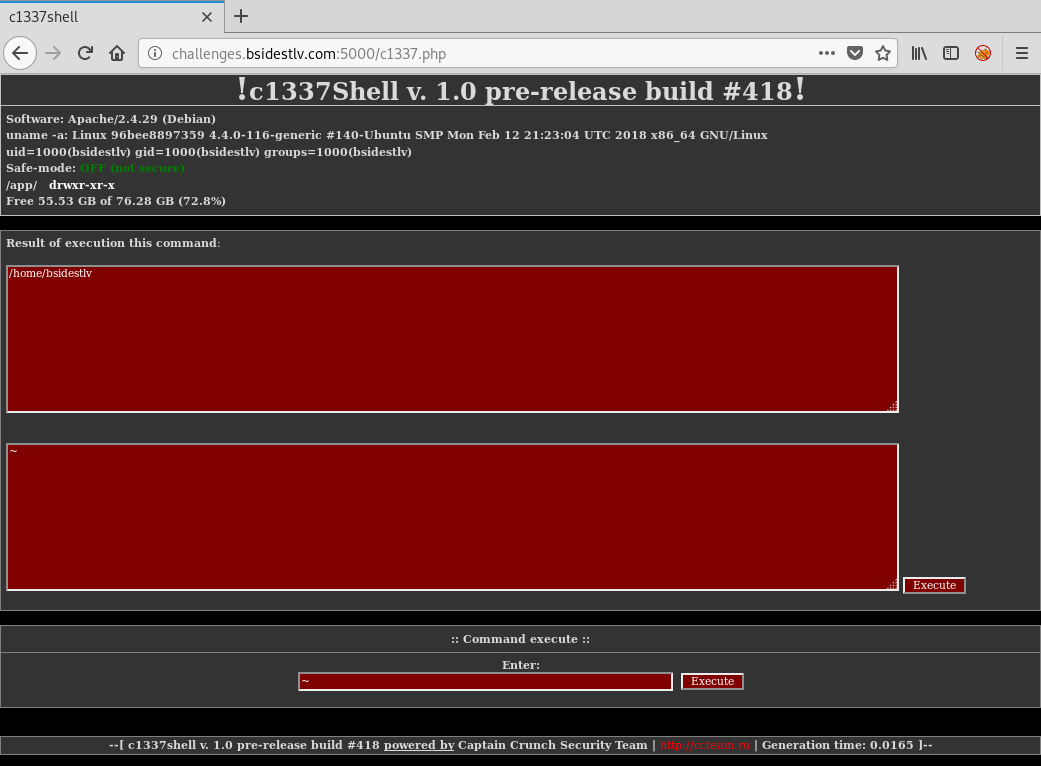 c1337shell
challenges.bsidestlv.com:5000/c1337.php
!c1337Shell v. 1.0 pre-release build #418!
Software: Apache/2.4.29 (Debian)
uname -a: Linux 96bee8897359 4.4.0-116-generic #140-Ubuntu SMP Mon Feb 12 21:23:04 UTC 2018 x86_64 GNU/Linux
uid=1000(bsidestlv) gid=1000(bsidestlv) groups=1000(bsidestlv)
Safe-mode: OFF (not secure)
/app/ drwxr-xr-x
Free 55.53 GB of 76.28 GB (72.8%)
Result of execution this command:
/home/bsidestlv
~
Execute
:: Command execute ::
Enter:
~ Execute
--[ c1337shell v. 1.0 pre-release build #418 powered by Captain Crunch Security Team | http://ccteam.ru | Generation time: 0.0165 ]--